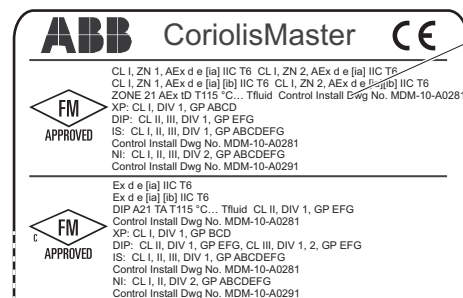 ABB CoriolisMaster CE
CL I, ZN 1, AEx d e [ia] IIC T6 CL I, ZN 2, AEx d e [ia] IIC T6
CL I, ZN 1, AEx d e [ia] [ib] IIC T6 CL I, ZN 2, AEx d e [ia][ib] IIC T6
ZONE 21 AEx tD T115 °C… Tfluid Control Install Dwg No. MDM-10-A0281
XP: CL I, DIV 1, GP ABCD
DIP: CL II, III, DIV 1, GP EFG
IS: CL I, II, III, DIV 1, GP ABCDEFG
Control Install Dwg No. MDM-10-A0281
NI: CL I, II, III, DIV 2, GP ABCDEFG
Control Install Dwg No. MDM-10-A0291
FM
APPROVED
Ex d e [ia] IIC T6
Ex d e [ia] [ib] IIC T6
DIP A21 TA T115 °C… Tfluid CL II, DIV 1, GP EFG
Control Install Dwg No. MDM-10-A0281
XP: CL I, DIV 1, GP BCD
DIP: CL II, DIV 1, GP EFG, CL III, DIV 1, 2, GP EFG
IS: CL I, II, III, DIV 1, GP ABCDEFG
Control Install Dwg No. MDM-10-A0281
NI: CL I, II, DIV 2, GP ABCDEFG
Control Install Dwg No. MDM-10-A0291
FM
C
APPROVED